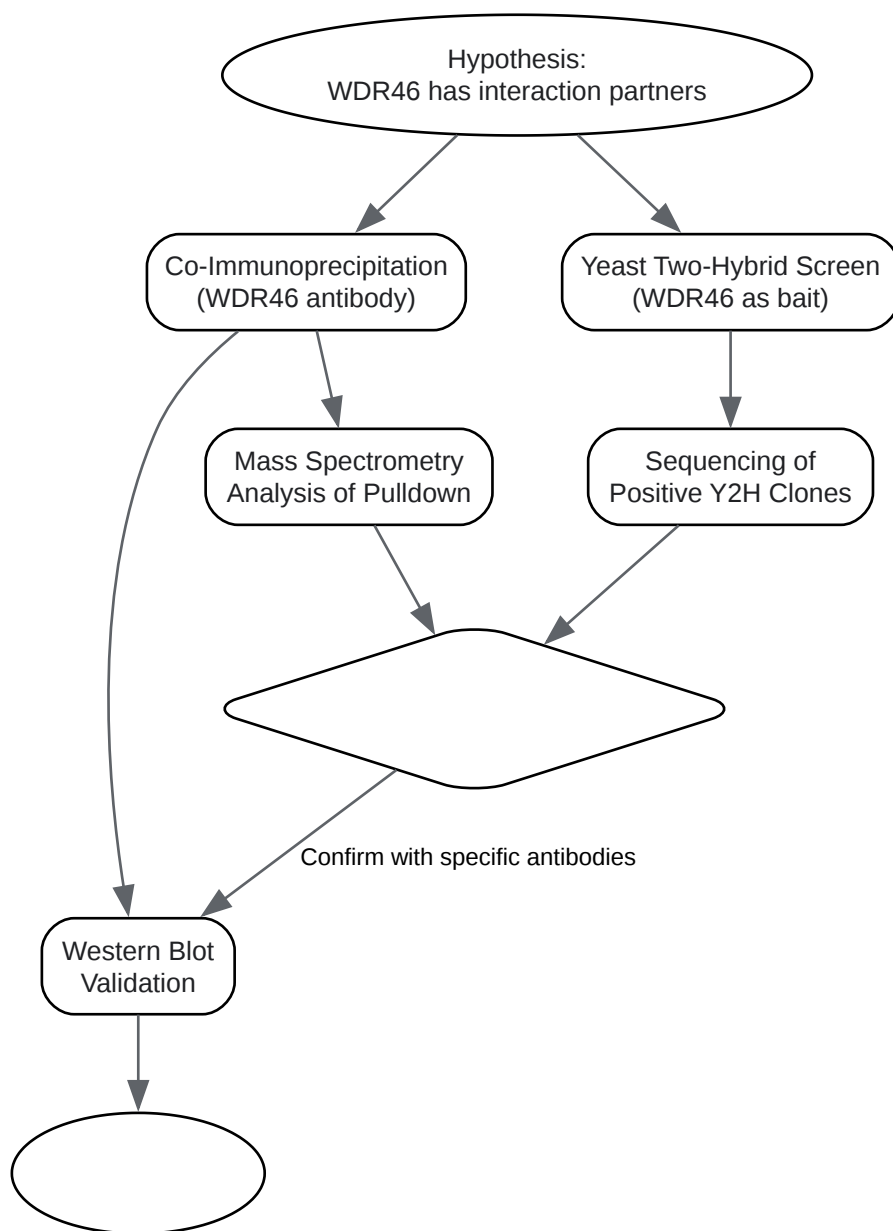 Hypothesis:
WDR46 has interaction partners
Co-Immunoprecipitation
(WDR46 antibody)
Yeast Two-Hybrid Screen
(WDR46 as bait)
Mass Spectrometry
Analysis of Pulldown
Sequencing of
Positive Y2H Clones
Confirm with specific antibodies
Western Blot
Validation